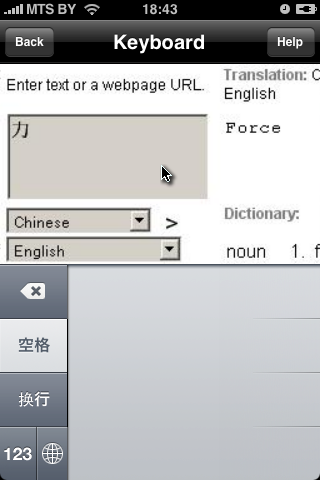 MTS BY 18:43
Back Keyboard Help
Enter text or a webpage URL.
Translation: C
English
力
Force
Chinese >
English
Dictionary:
noun 1. f
空格
换行
123